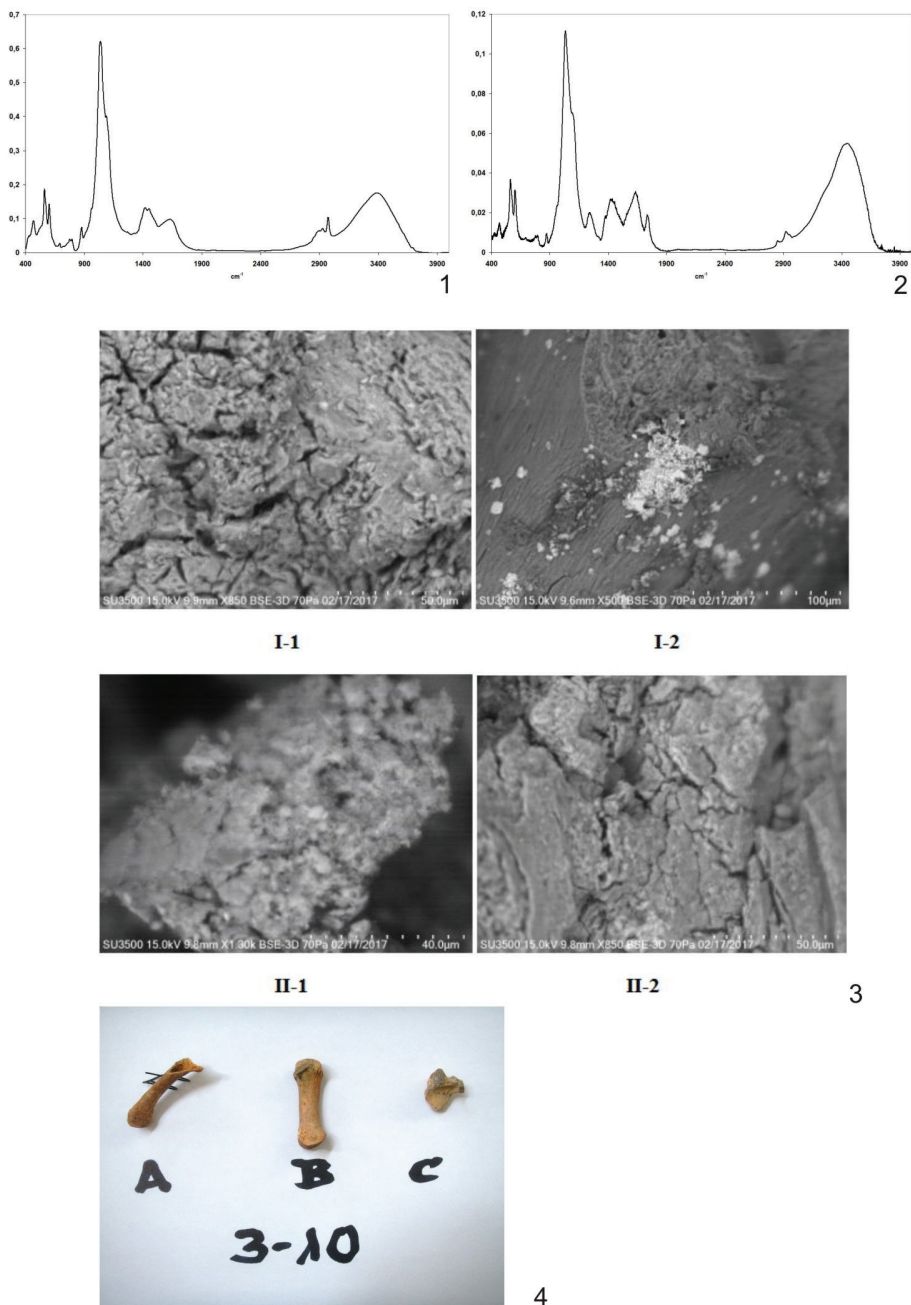 0,7
0,6
0,5
0,4
0,3
0,2
0,1
0
400 900 1400 1900 2400 2900 3400 3900
cm-1
1
0,12
0,1
0,08
0,06
0,04
0,02
0
400 900 1400 1900 2400 2900 3400 3900
cm-1
2
SU3500 15.0kV 9.9mm X850 BSE-3D 70Pa 02/17/2017 50.0µm
SU3500 15.0kV 9.6mm X500 BSE-3D 70Pa 02/17/2017 100µm
I-1
I-2
SU3500 15.0kV 9.8mm X1.30k BSE-3D 70Pa 02/17/2017 40.0µm
SU3500 15.0kV 9.8mm X850 BSE-3D 70Pa 02/17/2017 50.0µm
II-1
II-2
3
A B C
3-10
4